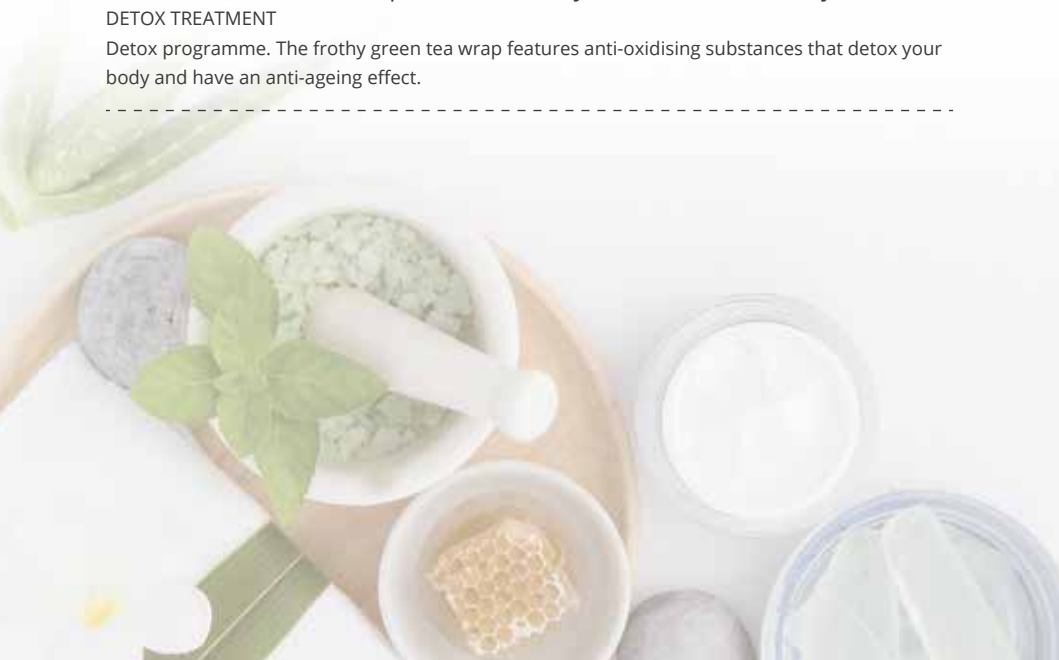 DETOX TREATMENT
Detox programme. The frothy green tea wrap features anti-oxidising substances that detox your
body and have an anti-ageing effect.